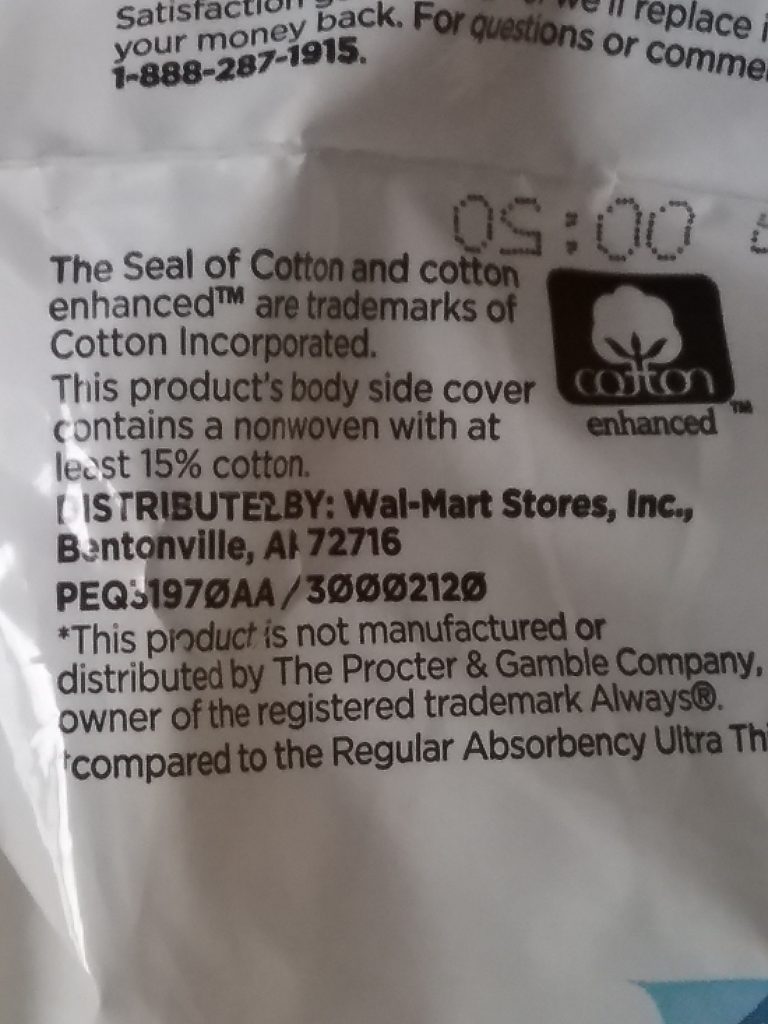 Satisfaction we'll replace
your money back. For questions or
1-888-287-1915.
05:00
The Seal of Cotton and cotton
enhanced™ are trademarks of
Cotton Incorporated.
cotton
enhanced™
This product's body side cover
contains a nonwoven with at
least 15% cotton.
DISTRIBUTED BY: Wal-Mart Stores, Inc.,
Bentonville, AR 72716
PEQ31970AA / 30002120
*This product is not manufactured or
distributed by The Procter & Gamble Company,
owner of the registered trademark Always®.
†compared to the Regular Absorbency Ultra